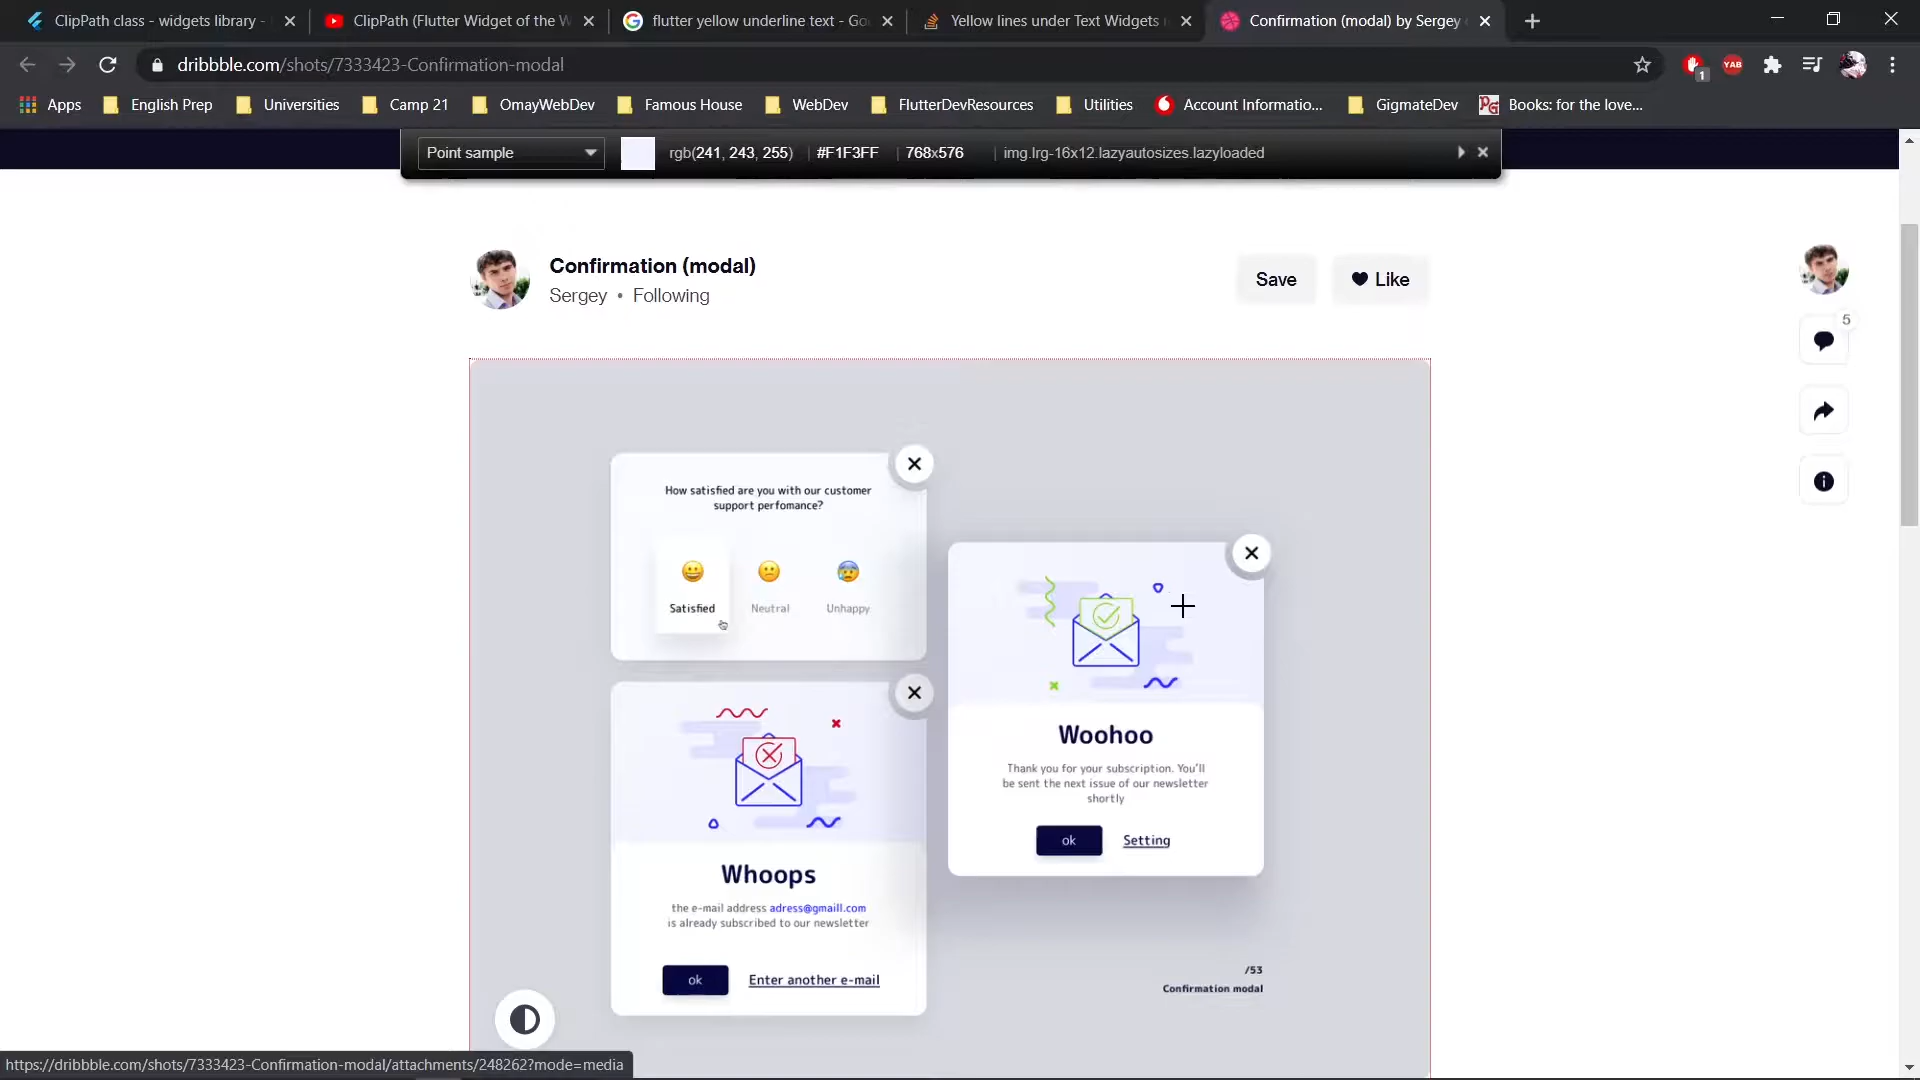 ClipPath class - widgets library -
ClipPath (Flutter Widget of the W
flutter yellow underline text - Go
Yellow lines under Text Widgets
Confirmation (modal) by Sergey
dribbble.com/shots/7333423-Confirmation-modal
1
YAB
Apps
English Prep
Universities
Camp 21
OmayWebDev
Famous House
WebDev
FlutterDevResources
Utilities
Account Informatio...
GigmateDev
PG
Books: for the love...
Point sample
rgb(241, 243, 255)
#F1F3FF
768x576
img.lrg-16x12.lazyautosizes.lazyloaded
Confirmation (modal)
Sergey • Following
Save
Like
5
How satisfied are you with our customer
support perfomance?
Satisfied
Neutral
Unhappy
Woohoo
Thank you for your subscription. You'll
be sent the next issue of our newsletter
shortly
ok
Setting
Whoops
the e-mail address adress@gmaill.com
is already subscribed to our newsletter
ok
Enter another e-mail
/53
Confirmation modal
https://dribbble.com/shots/7333423-Confirmation-modal/attachments/248262?mode=media